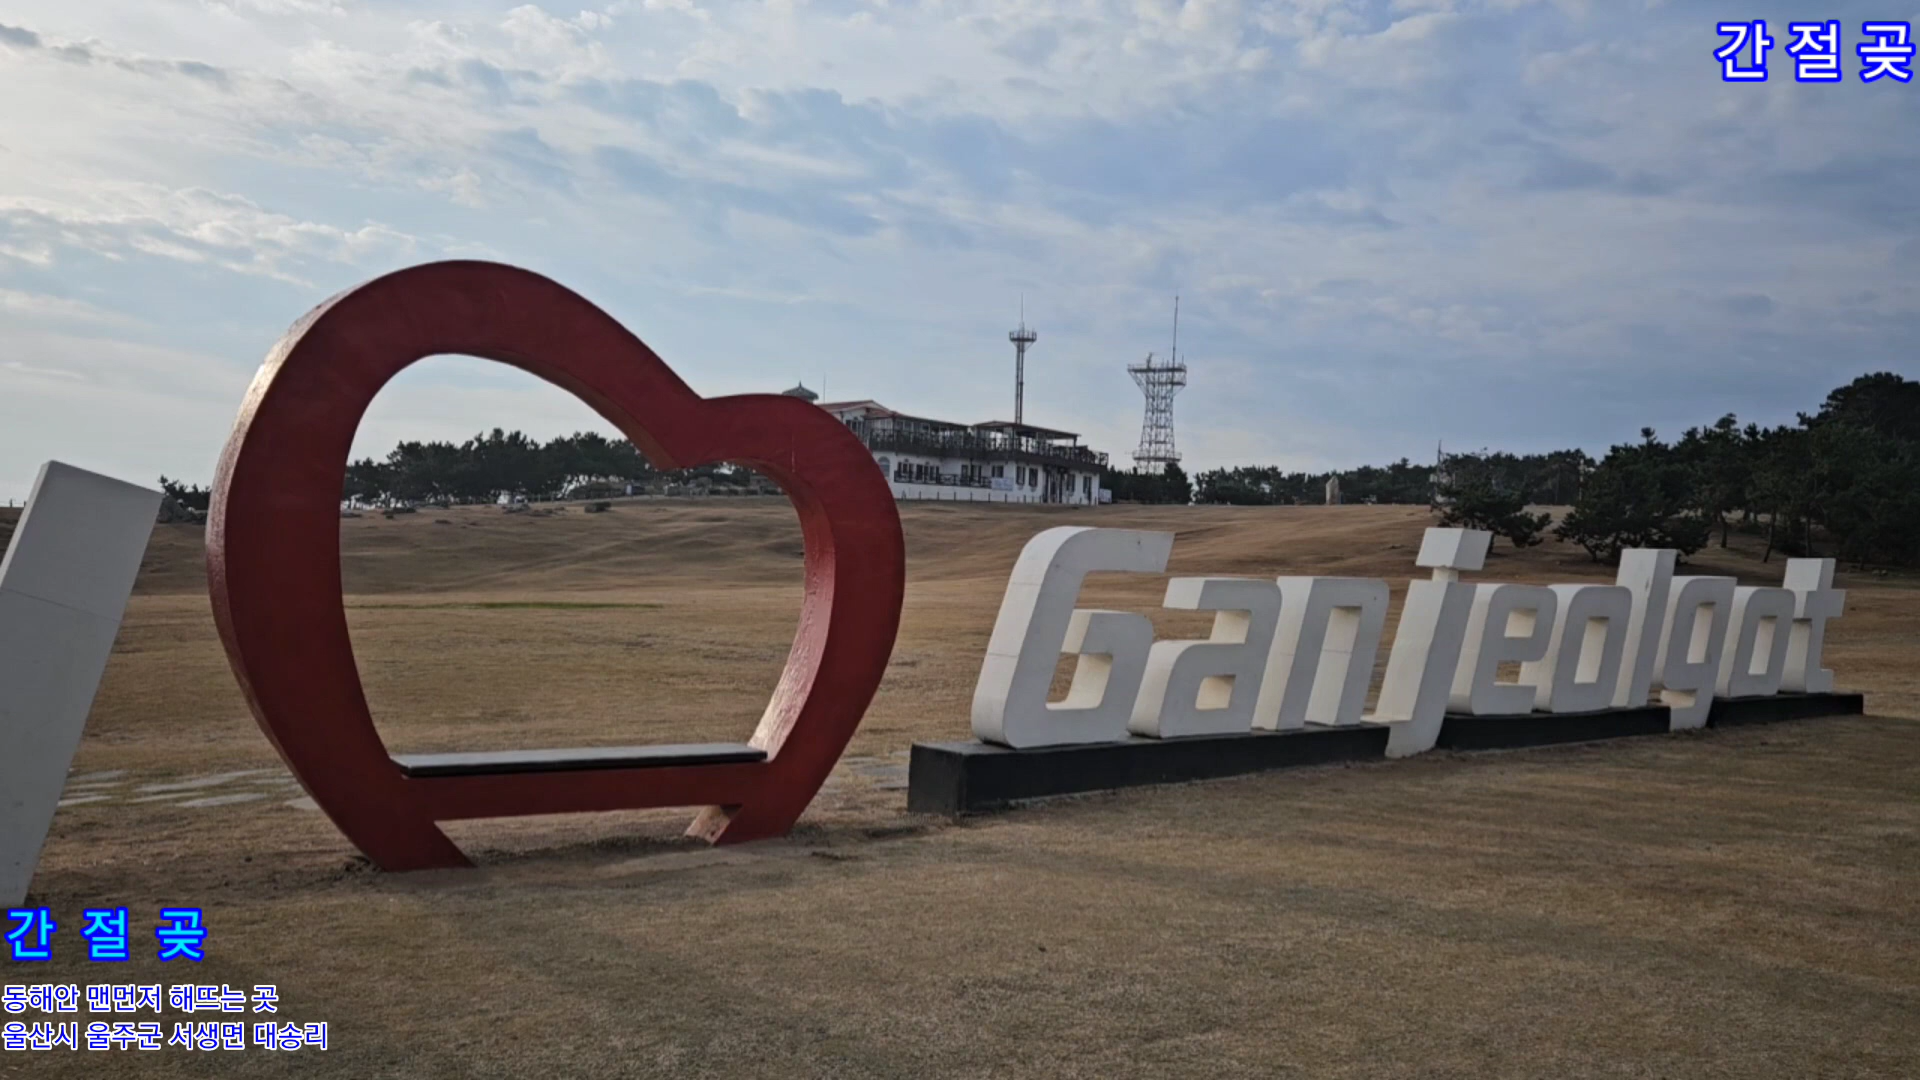 간절곶
I
Ganjeolgot
간 절 곶
동해안 맨먼저 해뜨는 곳
울산시 울주군 서생면 대송리